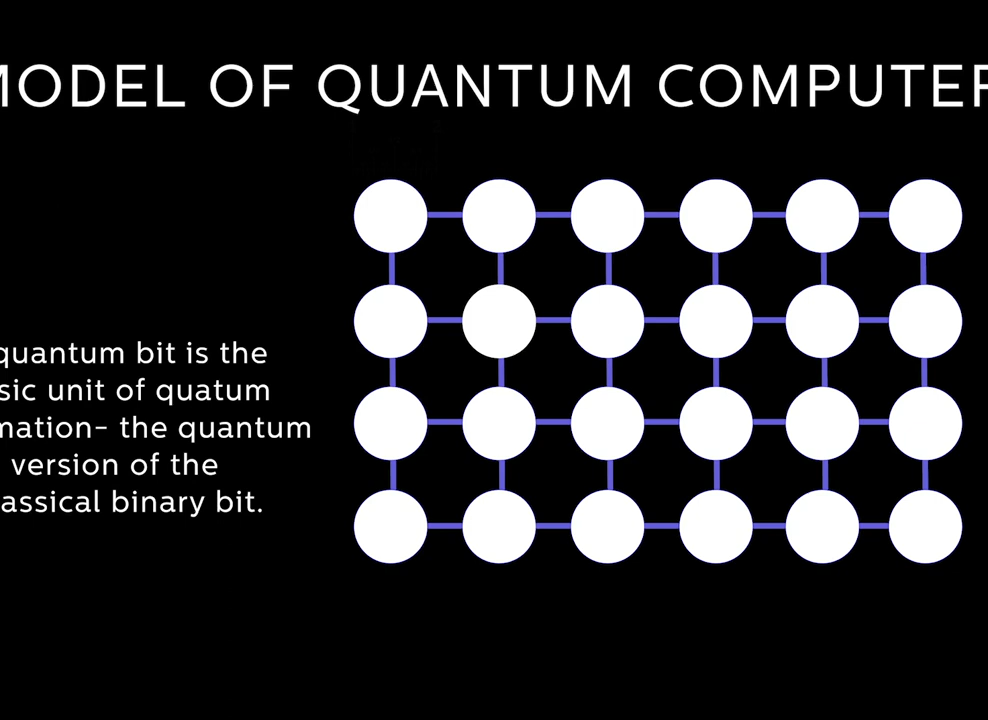 MODEL OF QUANTUM COMPUTER
quantum bit is the
sic unit of quatum
mation- the quantum
version of the
assical binary bit.